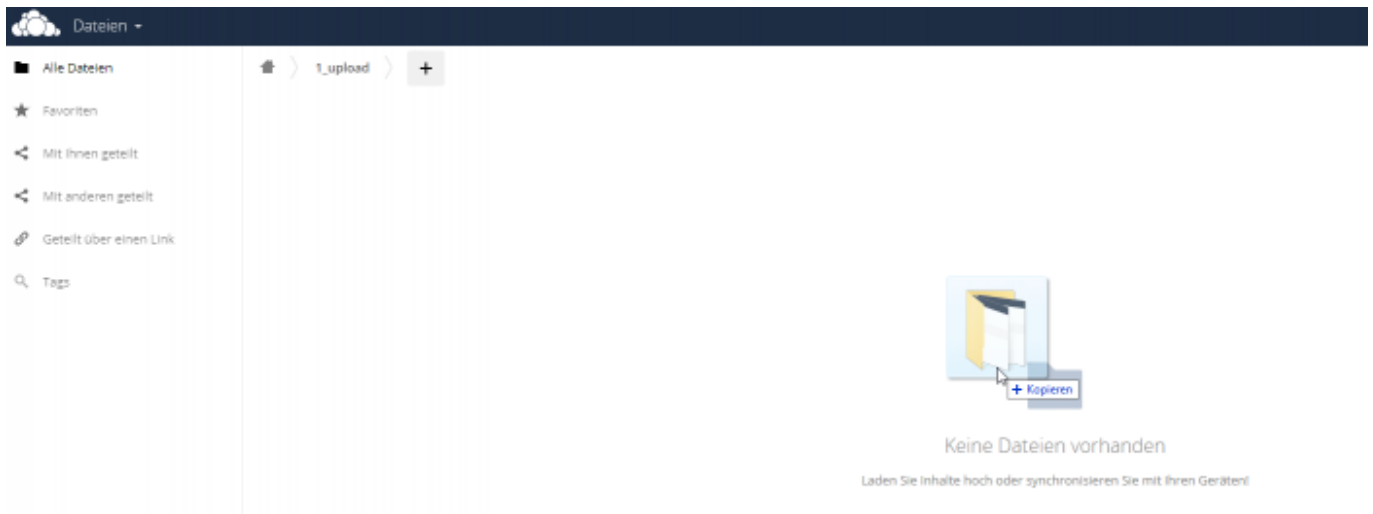 Dateien
Alle Dateien
1_upload
+
Favoriten
Mit Ihnen geteilt
Mit anderen geteilt
Geteilt über einen Link
Tags
+ Kopieren
Keine Dateien vorhanden
Laden Sie Inhalte hoch oder synchronisieren Sie mit Ihren Geräten!